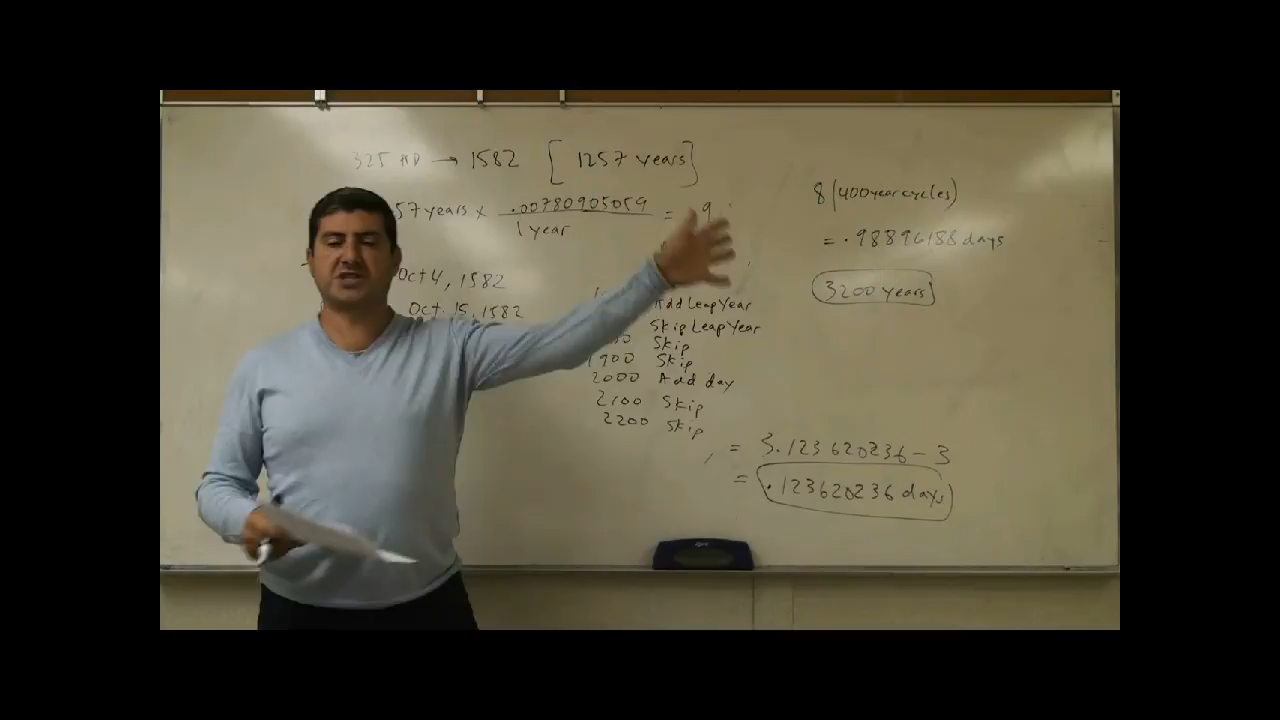 325 AD → 1582 [1257 years]
57 years × .00780905059 / 1 year = 9.
Oct 4, 1582
Oct. 15, 1582
Add Leap Year
Skip Leap Year
Skip
1900 Skip
2000 Add day
2100 Skip
2200 Skip
8 (400 year cycles)
= .98896188 days
3200 years
= 3.123620236 - 3
= .123620236 days